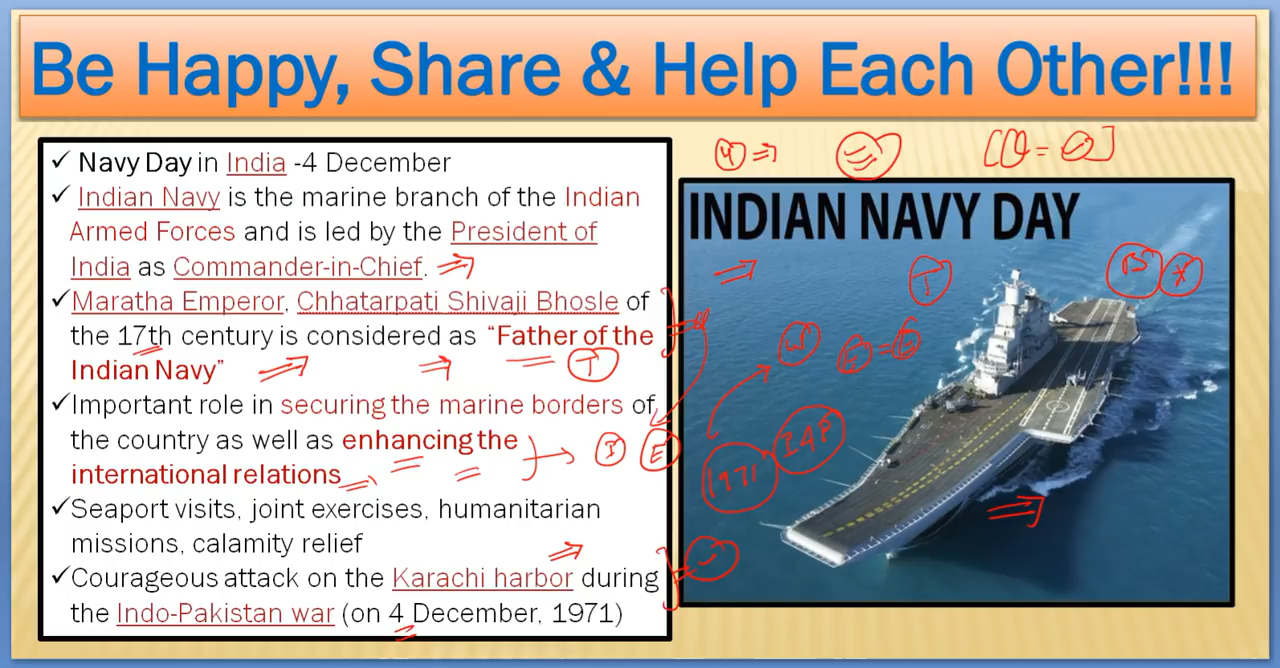 Be Happy, Share & Help Each Other!!!
✓ Navy Day in India -4 December
✓ Indian Navy is the marine branch of the Indian
Armed Forces and is led by the President of
India as Commander-in-Chief.
✓ Maratha Emperor, Chhatarpati Shivaji Bhosle of
the 17th century is considered as “Father of the
Indian Navy”
✓ Important role in securing the marine borders of
the country as well as enhancing the
international relations
✓ Seaport visits, joint exercises, humanitarian
missions, calamity relief
✓ Courageous attack on the Karachi harbor during
the Indo-Pakistan war (on 4 December, 1971)
INDIAN NAVY DAY
T
T
W
I
E
1971